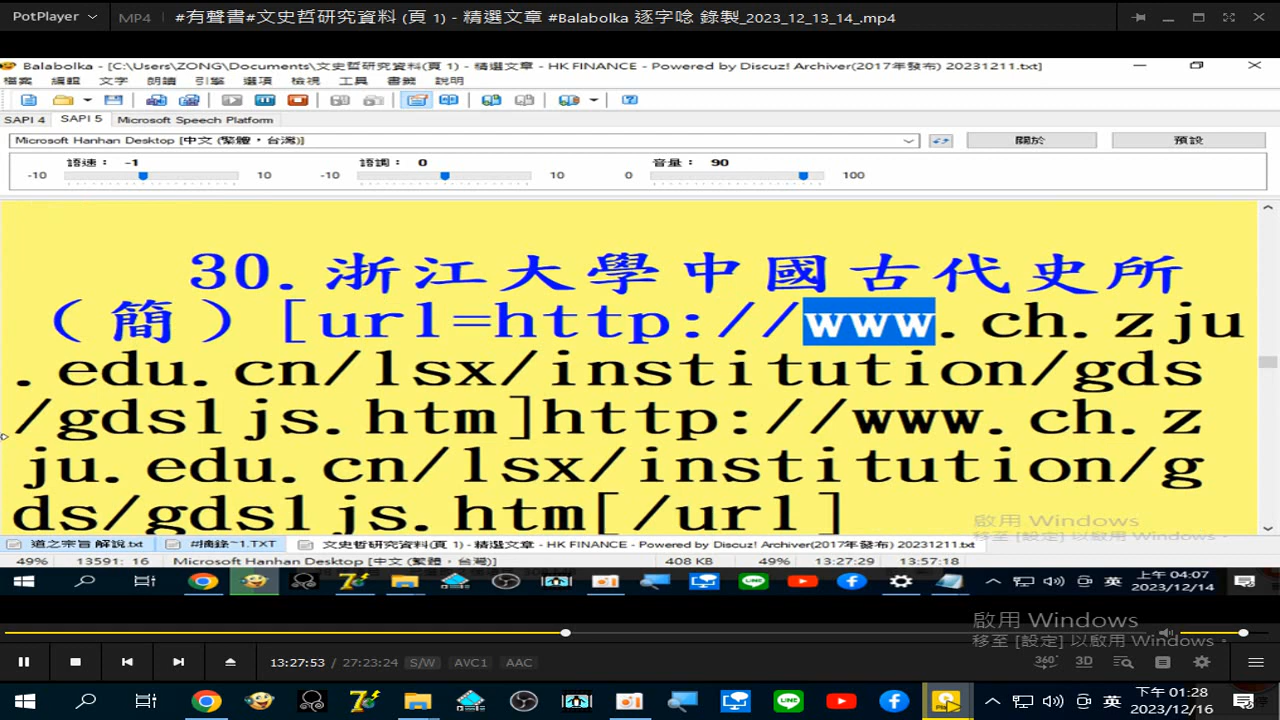 PotPlayer MP4 #有聲書#文史哲研究資料 (頁 1) - 精選文章 #Balabolka 逐字唸 錄製_2023_12_13_14_.mp4
Balabolka - [C:\Users\ZONG\Documents\文史哲研究資料(頁 1) - 精選文章 - HK FINANCE - Powered by Discuz! Archiver(2017年發布) 20231211.txt]
檔案 編輯 文字 朗讀 引擎 選項 檢視 工具 書籤 說明
SAPI 4 SAPI 5 Microsoft Speech Platform
Microsoft Hanhan Desktop [中文 (繁體，台灣)] 關於 預設
語速： -1 語調： 0 音量： 90
-10 10 -10 10 0 100
30.浙江大學中國古代史所
（簡）[url=http://www.ch.zju
.edu.cn/lsx/institution/gds
/gdsljs.htm]http://www.ch.z
ju.edu.cn/lsx/institution/g
ds/gdsljs.htm[/url]
啟用 Windows
移至 [設定] 以啟用 Windows。
道之宗旨 解說.txt #摘錄~1.TXT 文史哲研究資料(頁 1) - 精選文章 - HK FINANCE - Powered by Discuz! Archiver(2017年發布) 20231211.txt
49% 13591: 16 Microsoft Hanhan Desktop [中文 (繁體，台灣)] 408 KB 49% 13:27:29 13:57:18
英 上午 04:07
2023/12/14
啟用 Windows
移至 [設定] 以啟用 Windows。
13:27:53 / 27:23:24 S/W AVC1 AAC 360° 3D
英 下午 01:28
2023/12/16